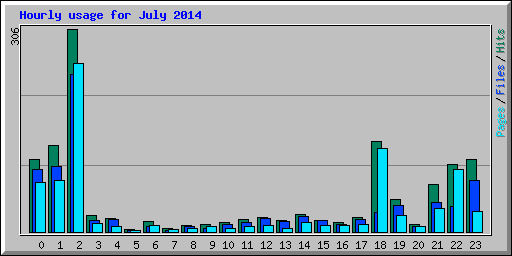 Hourly usage for July 2014
306
Pages/Files/Hits
0 1 2 3 4 5 6 7 8 9 10 11 12 13 14 15 16 17 18 19 20 21 22 23